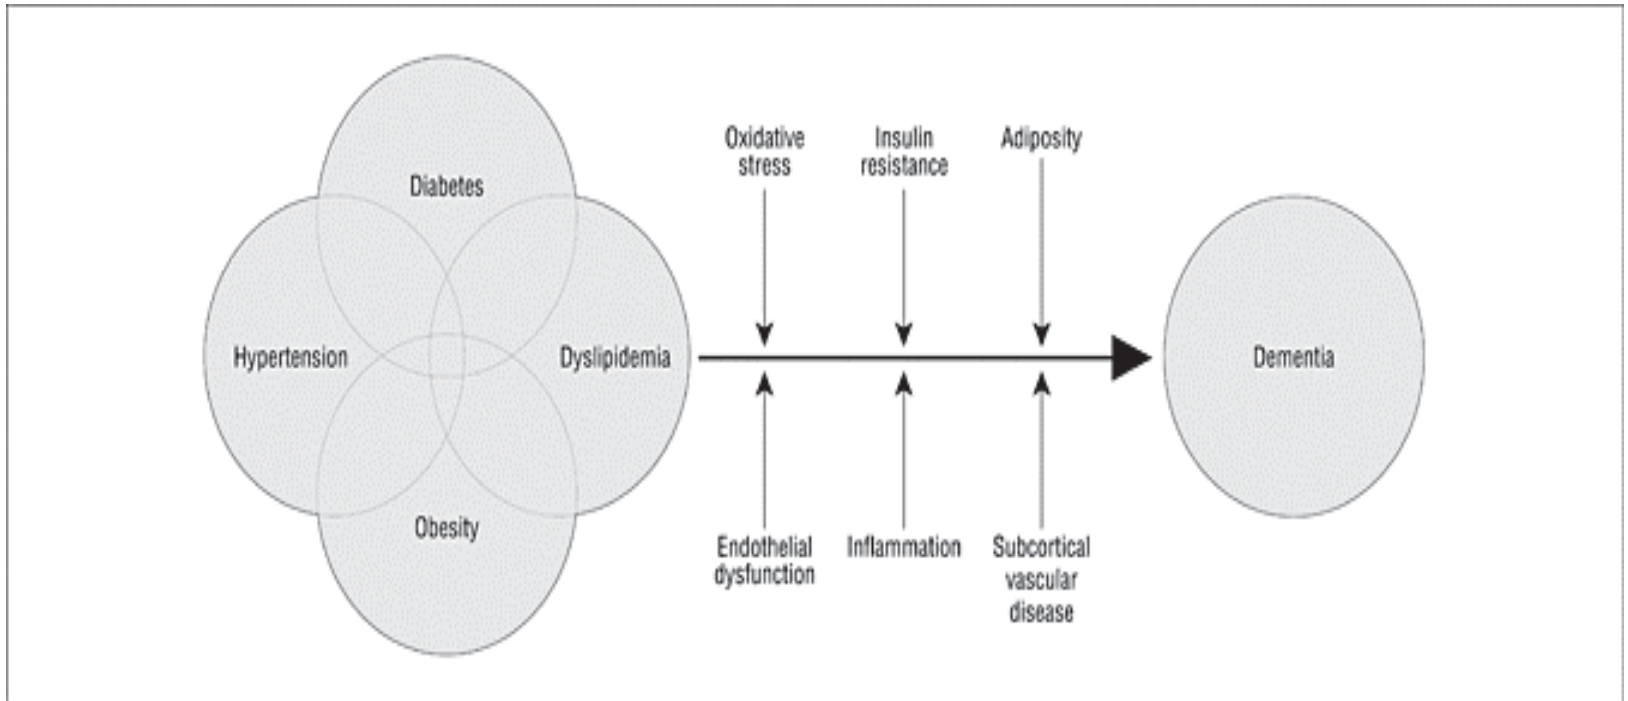 Diabetes
Hypertension
Dyslipidemia
Obesity
Oxidative
stress
Insulin
resistance
Adiposity
Endothelial
dysfunction
Inflammation
Subcortical
vascular
disease
Dementia